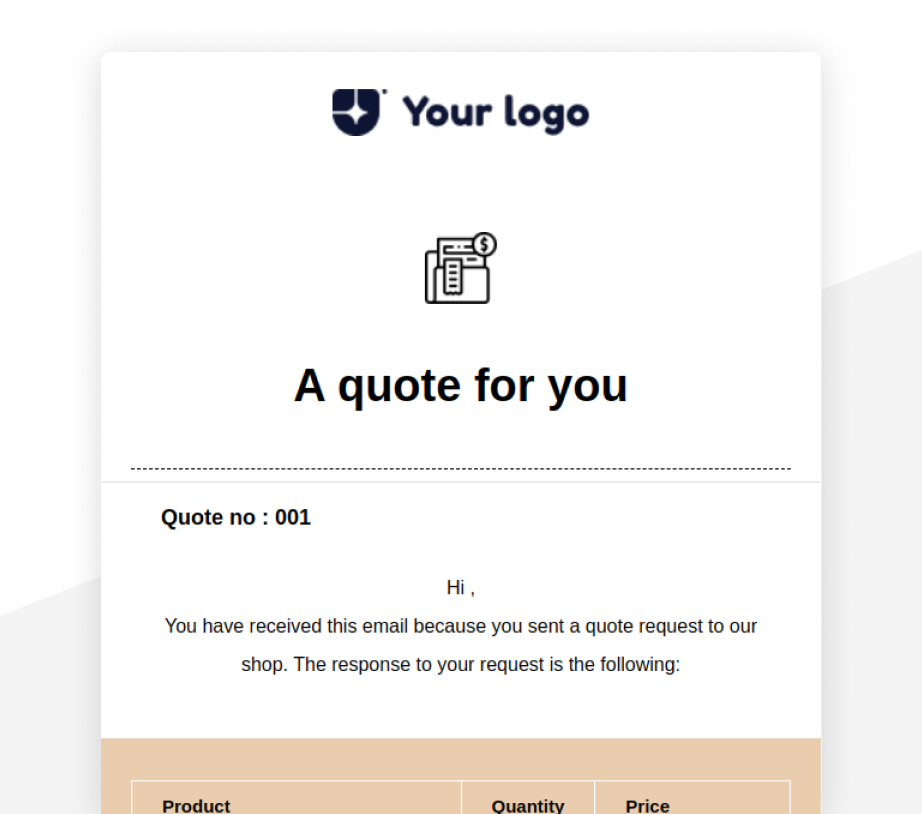 Your logo
$
A quote for you
Quote no : 001
Hi ,
You have received this email because you sent a quote request to our
shop. The response to your request is the following:
Product Quantity Price